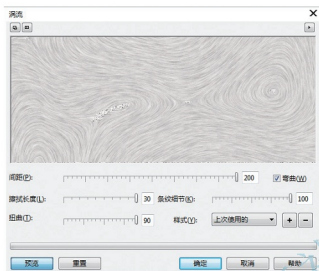 涡流
间距(P): 200 弯曲(W)
擦拭长度(L): 30 条纹细节(K): 100
扭曲(T): 90 样式(Y): 上次使用的
预览 重置 确定 取消 帮助